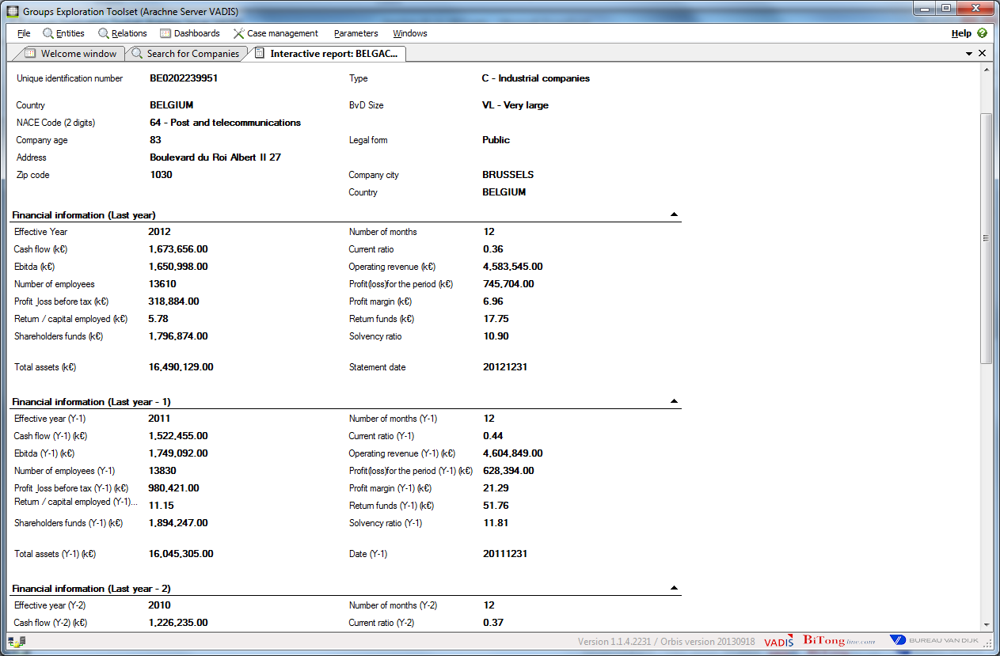 Groups Exploration Toolset (Arachne Server VADIS)
File Entities Relations Dashboards Case management Parameters Windows Help
Welcome window Search for Companies Interactive report: BELGAC...
Unique identification number BE0202239951 Type C - Industrial companies
Country BELGIUM BvD Size VL - Very large
NACE Code (2 digits) 64 - Post and telecommunications
Company age 83 Legal form Public
Address Boulevard du Roi Albert II 27
Zip code 1030 Company city BRUSSELS
Country BELGIUM
Financial information (Last year)
Effective Year 2012 Number of months 12
Cash flow (k€) 1,673,656.00 Current ratio 0.36
Ebitda (k€) 1,650,998.00 Operating revenue (k€) 4,583,545.00
Number of employees 13610 Profit(loss)for the period (k€) 745,704.00
Profit_loss before tax (k€) 318,884.00 Profit margin (k€) 6.96
Return / capital employed (k€) 5.78 Return funds (k€) 17.75
Shareholders funds (k€) 1,796,874.00 Solvency ratio 10.90
Total assets (k€) 16,490,129.00 Statement date 20121231
Financial information (Last year - 1)
Effective year (Y-1) 2011 Number of months (Y-1) 12
Cash flow (Y-1) (k€) 1,522,455.00 Current ratio (Y-1) 0.44
Ebitda (Y-1) (k€) 1,749,092.00 Operating revenue (Y-1) (k€) 4,604,849.00
Number of employees (Y-1) 13830 Profit(loss)for the period (Y-1) (k€) 628,394.00
Profit_loss before tax (Y-1) (k€) 980,421.00 Profit margin (Y-1) (k€) 21.29
Return / capital employed (Y-1)... 11.15 Return funds (Y-1) (k€) 51.76
Shareholders funds (Y-1) (k€) 1,894,247.00 Solvency ratio (Y-1) 11.81
Total assets (Y-1) (k€) 16,045,305.00 Date (Y-1) 20111231
Financial information (Last year - 2)
Effective year (Y-2) 2010 Number of months (Y-2) 12
Cash flow (Y-2) (k€) 1,226,235.00 Current ratio (Y-2) 0.37
Version 1.1.4.2231 / Orbis version 20130918 VADIS BiTong line.com BUREAU VAN DIJK